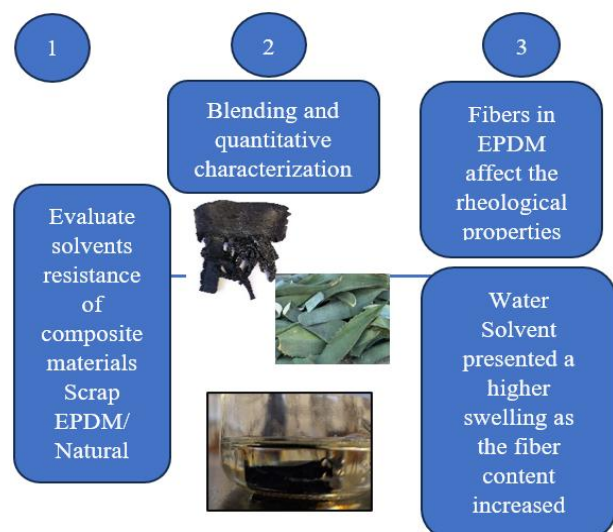 1
Evaluate
solvents
resistance
of
composite
materials
Scrap
EPDM/
Natural
2
Blending and
quantitative
characterization
3
Fibers in
EPDM
affect the
rheological
properties
Water
Solvent
presented a
higher
swelling as
the fiber
content
increased